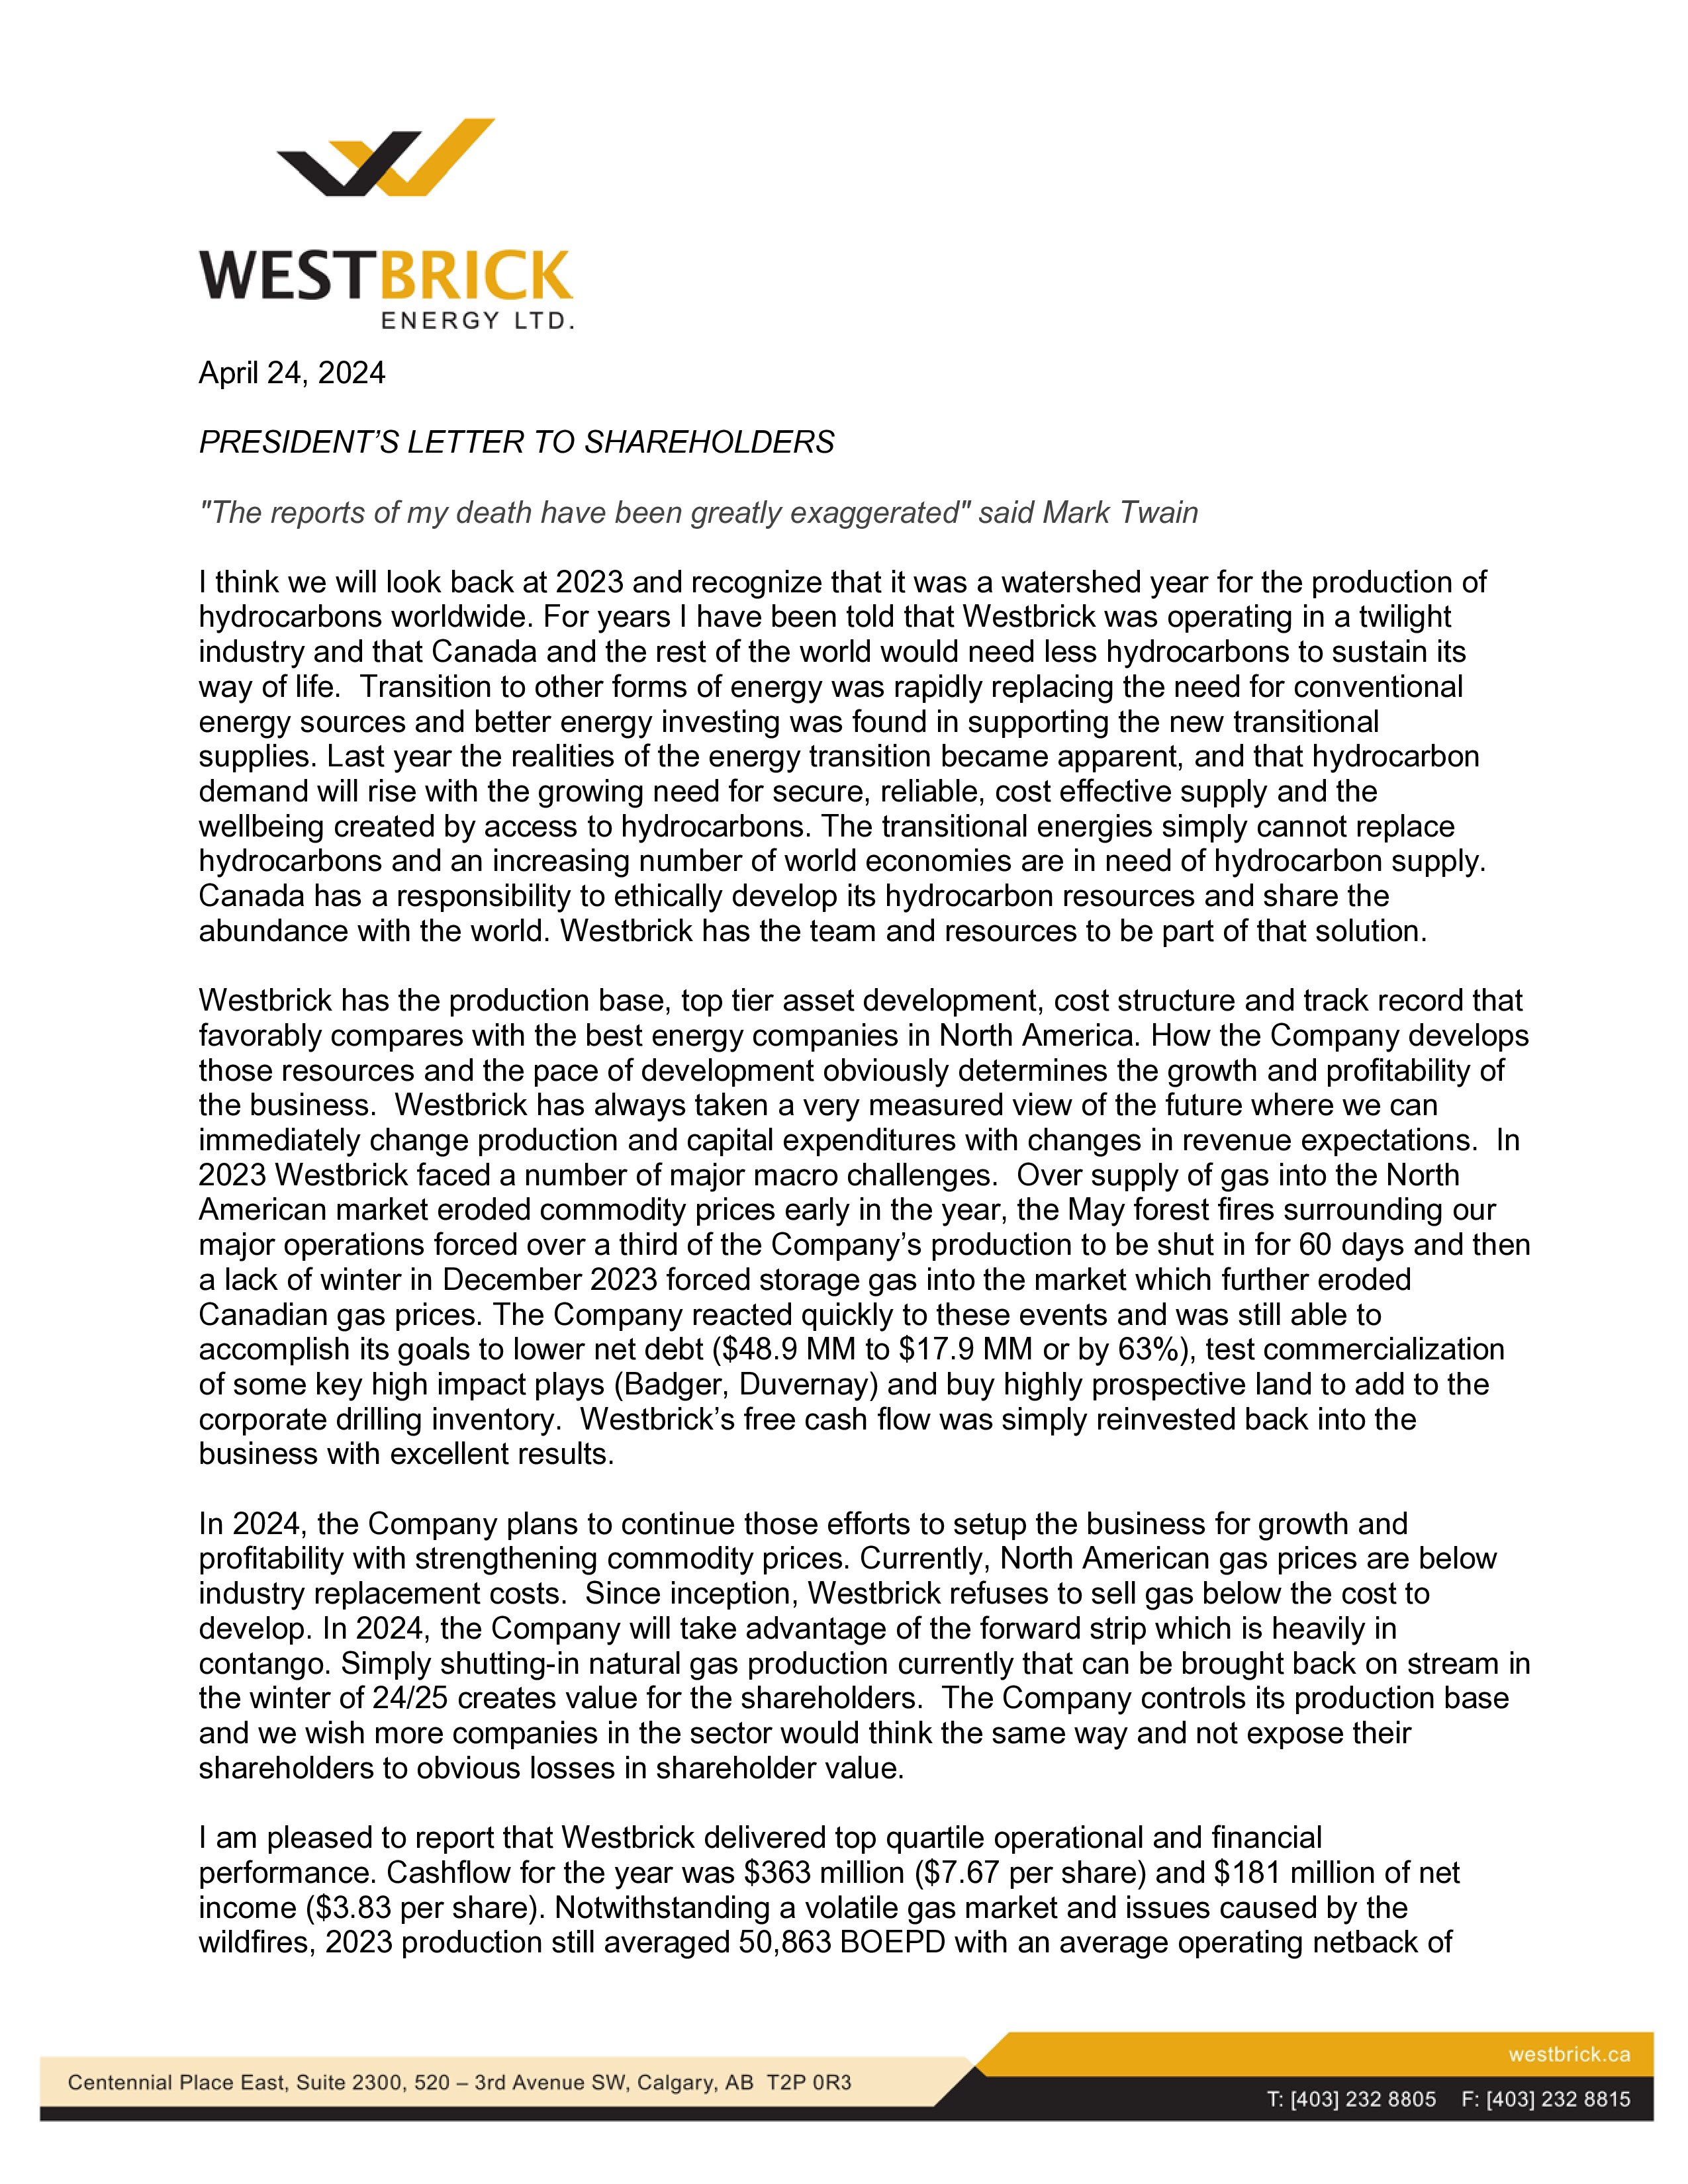 WESTBRICK
ENERGY LTD.
April 24, 2024
PRESIDENT’S LETTER TO SHAREHOLDERS
"The reports of my death have been greatly exaggerated" said Mark Twain
I think we will look back at 2023 and recognize that it was a watershed year for the production of
hydrocarbons worldwide. For years I have been told that Westbrick was operating in a twilight
industry and that Canada and the rest of the world would need less hydrocarbons to sustain its
way of life.  Transition to other forms of energy was rapidly replacing the need for conventional
energy sources and better energy investing was found in supporting the new transitional
supplies. Last year the realities of the energy transition became apparent, and that hydrocarbon
demand will rise with the growing need for secure, reliable, cost effective supply and the
wellbeing created by access to hydrocarbons. The transitional energies simply cannot replace
hydrocarbons and an increasing number of world economies are in need of hydrocarbon supply.
Canada has a responsibility to ethically develop its hydrocarbon resources and share the
abundance with the world. Westbrick has the team and resources to be part of that solution.
Westbrick has the production base, top tier asset development, cost structure and track record that
favorably compares with the best energy companies in North America. How the Company develops
those resources and the pace of development obviously determines the growth and profitability of
the business.  Westbrick has always taken a very measured view of the future where we can
immediately change production and capital expenditures with changes in revenue expectations.  In
2023 Westbrick faced a number of major macro challenges.  Over supply of gas into the North
American market eroded commodity prices early in the year, the May forest fires surrounding our
major operations forced over a third of the Company’s production to be shut in for 60 days and then
a lack of winter in December 2023 forced storage gas into the market which further eroded
Canadian gas prices. The Company reacted quickly to these events and was still able to
accomplish its goals to lower net debt ($48.9 MM to $17.9 MM or by 63%), test commercialization
of some key high impact plays (Badger, Duvernay) and buy highly prospective land to add to the
corporate drilling inventory.  Westbrick’s free cash flow was simply reinvested back into the
business with excellent results.
In 2024, the Company plans to continue those efforts to setup the business for growth and
profitability with strengthening commodity prices. Currently, North American gas prices are below
industry replacement costs.  Since inception, Westbrick refuses to sell gas below the cost to
develop. In 2024, the Company will take advantage of the forward strip which is heavily in
contango. Simply shutting-in natural gas production currently that can be brought back on stream in
the winter of 24/25 creates value for the shareholders.  The Company controls its production base
and we wish more companies in the sector would think the same way and not expose their
shareholders to obvious losses in shareholder value.
I am pleased to report that Westbrick delivered top quartile operational and financial
performance. Cashflow for the year was $363 million ($7.67 per share) and $181 million of net
income ($3.83 per share). Notwithstanding a volatile gas market and issues caused by the
wildfires, 2023 production still averaged 50,863 BOEPD with an average operating netback of
westbrick.ca
Centennial Place East, Suite 2300, 520 – 3rd Avenue SW, Calgary, AB  T2P 0R3
T: [403] 232 8805    F: [403] 232 8815